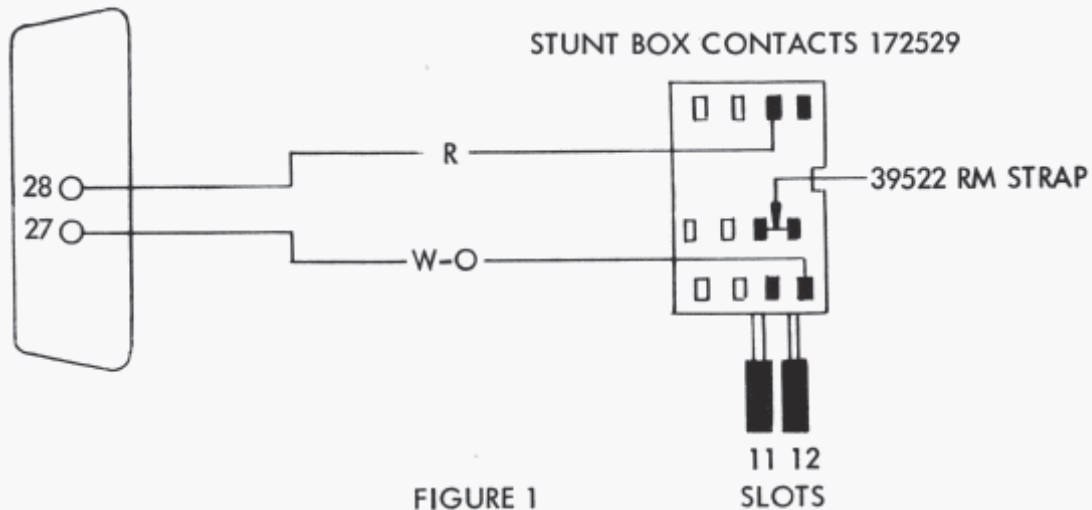 STUNT BOX CONTACTS 172529
R
28
39522 RM STRAP
27
W-O
11 12
SLOTS
FIGURE 1